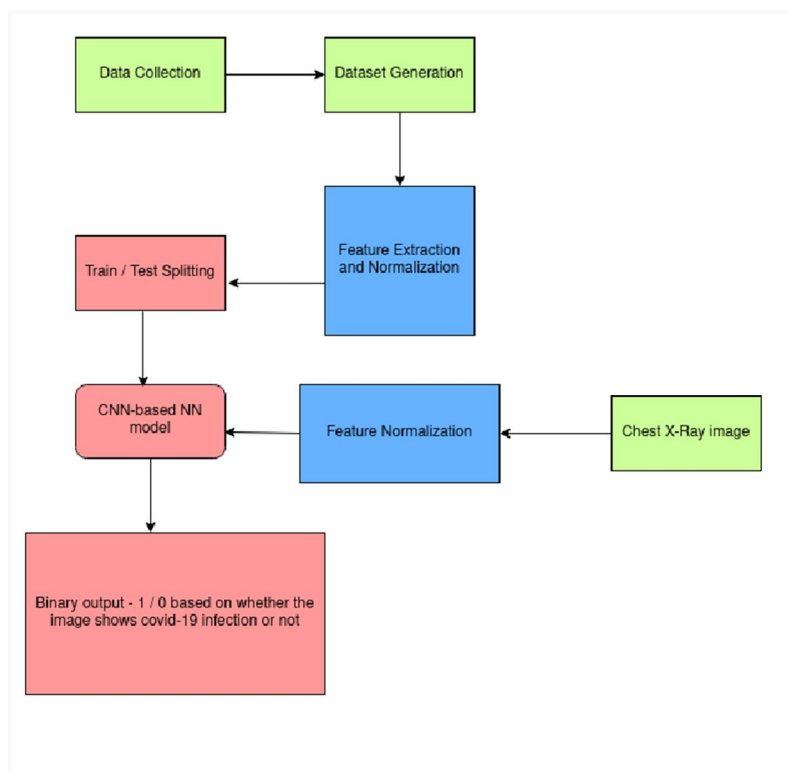 Data Collection
Dataset Generation
Feature Extraction
and Normalization
Train / Test Splitting
CNN-based NN
model
Feature Normalization
Chest X-Ray image
Binary output - 1 / 0 based on whether the
image shows covid-19 infection or not